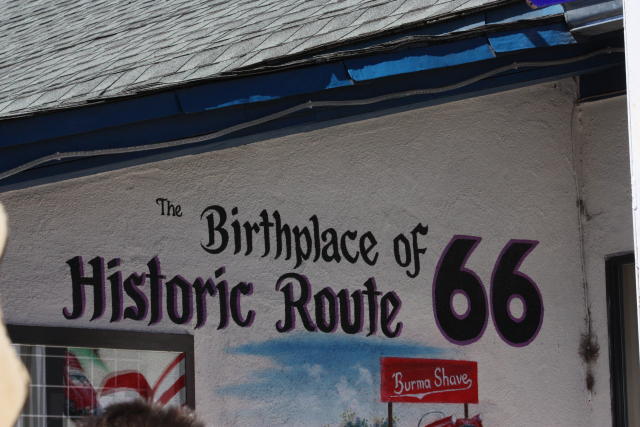 The Birthplace of
Historic Route 66
Burma Shave